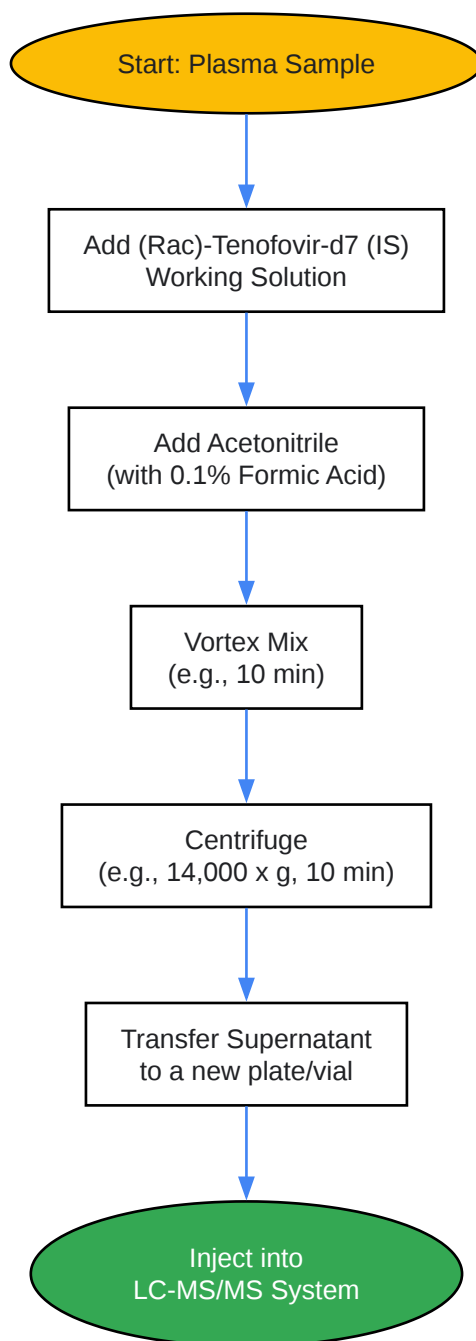 Start: Plasma Sample
Add (Rac)-Tenofovir-d7 (IS)
Working Solution
Add Acetonitrile
(with 0.1% Formic Acid)
Vortex Mix
(e.g., 10 min)
Centrifuge
(e.g., 14,000 x g, 10 min)
Transfer Supernatant
to a new plate/vial
Inject into
LC-MS/MS System